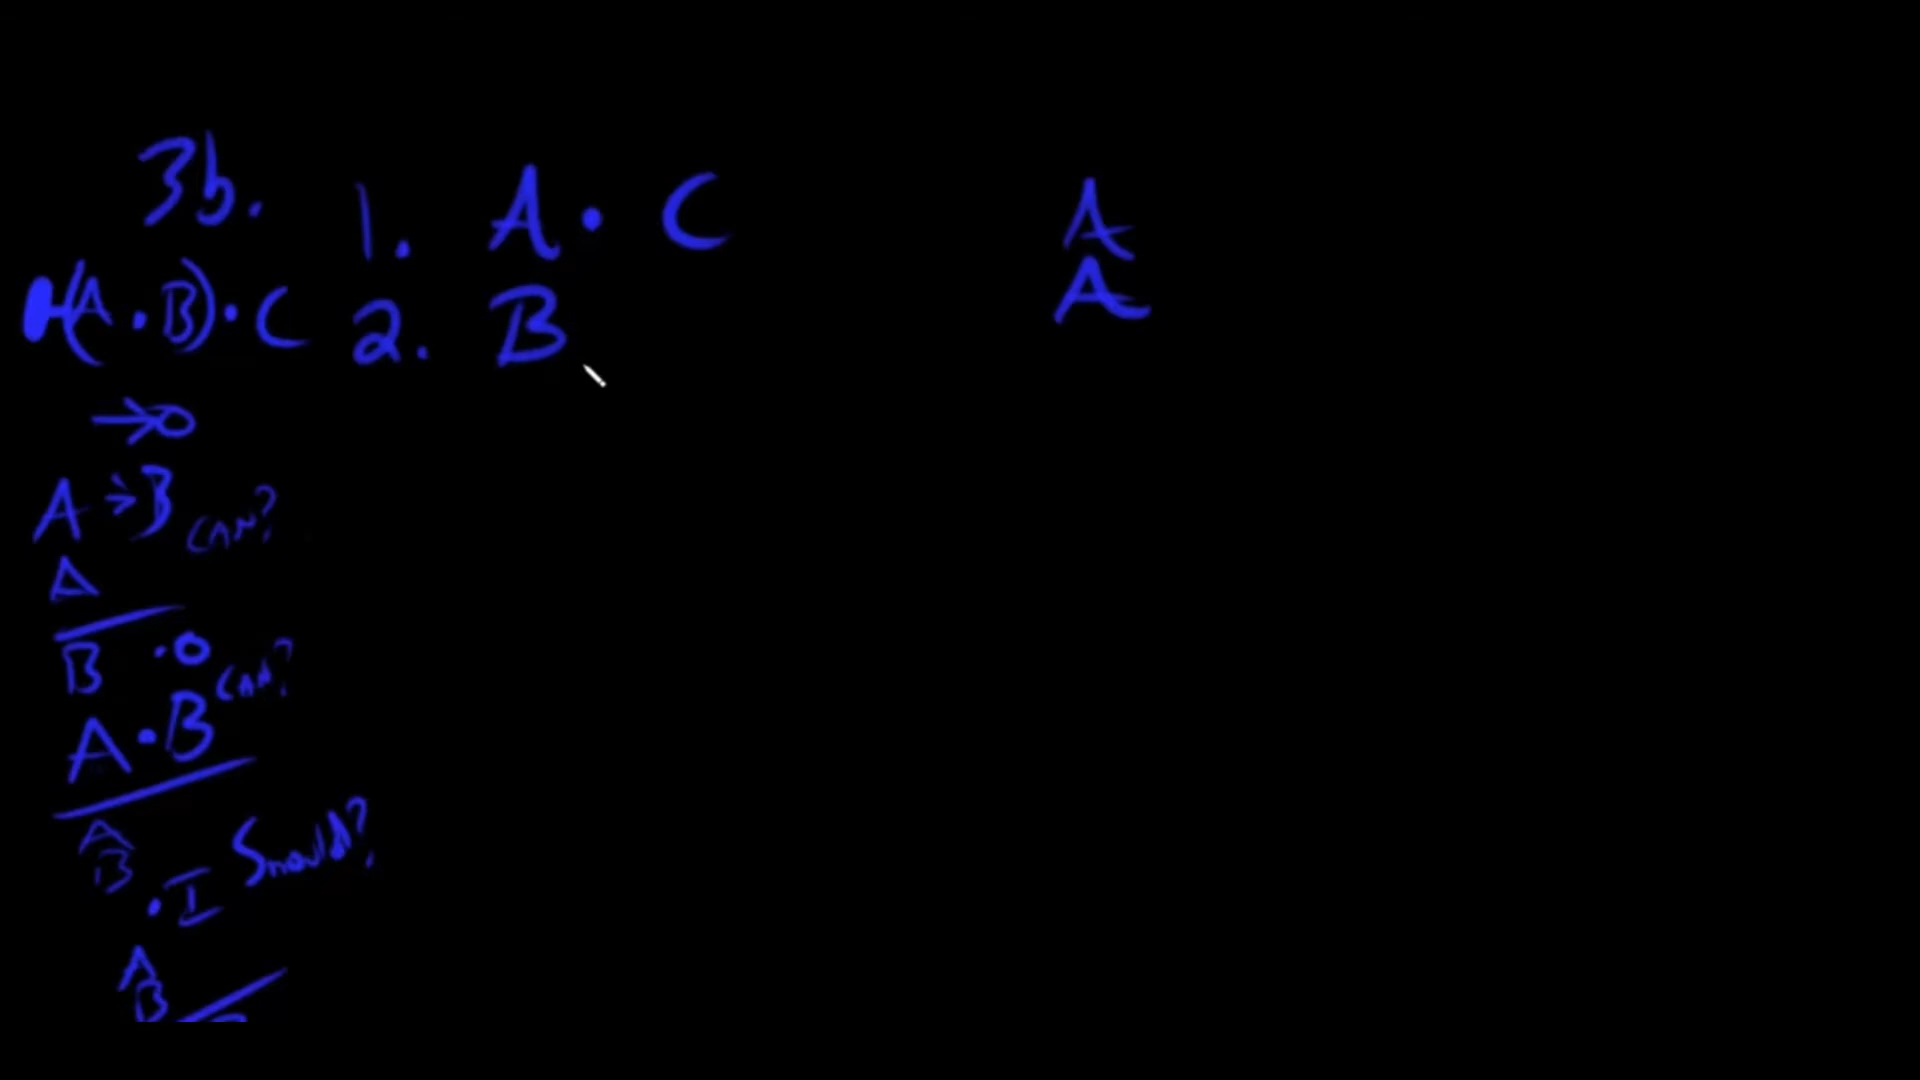 3b. 1. A • C A
⊢(A • B) • C 2. B A
→O
A → B CAN?
A
B •O CAN?
A • B
A
B
•I Should?
A
B